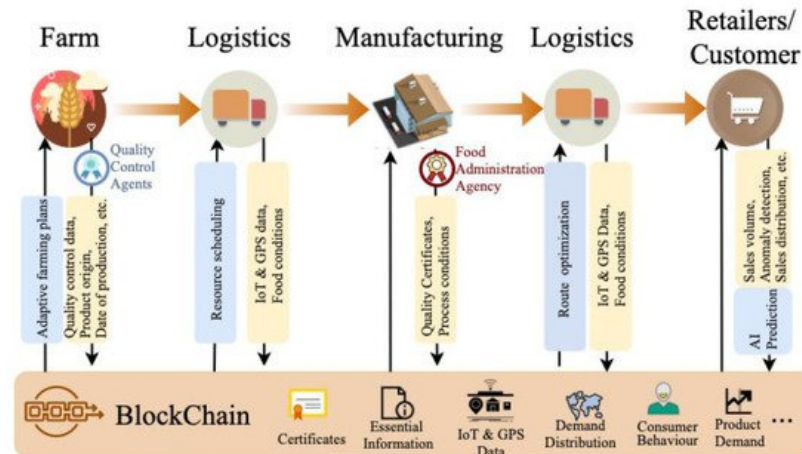 Farm
Logistics
Manufacturing
Logistics
Retailers/
Customer
Quality
Control
Agents
Food
Administration
Agency
Adaptive farming plans
Quality control data,
Product origin,
Date of production, etc.
Resource scheduling
IoT & GPS data,
Food conditions
Quality Certificates,
Process conditions
Route optimization
IoT & GPS Data,
Food conditions
Sales volume,
Anomaly detection,
Sales distribution, etc.
AI
Prediction
BlockChain
Certificates
Essential
Information
IoT & GPS
Data
Demand
Distribution
Consumer
Behaviour
Product
Demand
...